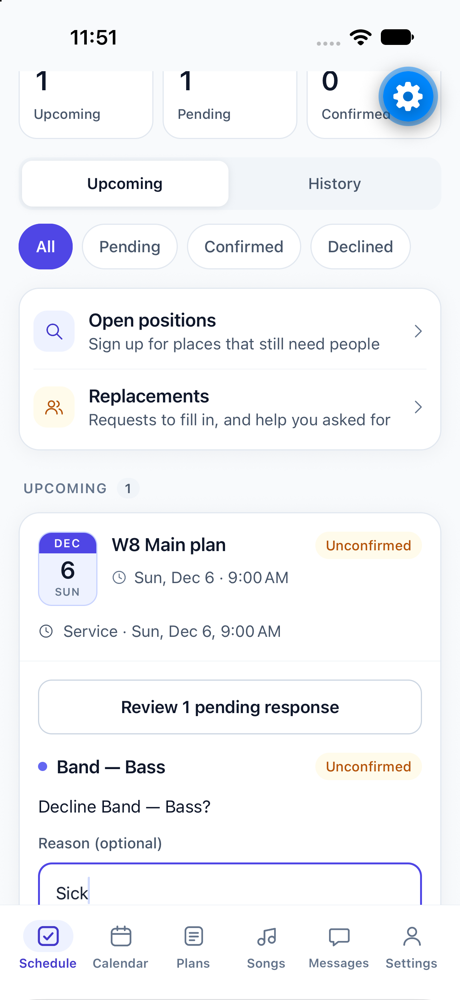 11:51
1
Upcoming
1
Pending
0
Confirmed
Upcoming
History
All
Pending
Confirmed
Declined
Open positions
Sign up for places that still need people
Replacements
Requests to fill in, and help you asked for
UPCOMING 1
DEC
6
SUN
W8 Main plan
Unconfirmed
Sun, Dec 6 · 9:00 AM
Service · Sun, Dec 6, 9:00 AM
Review 1 pending response
Band — Bass
Unconfirmed
Decline Band — Bass?
Reason (optional)
Sick
Schedule
Calendar
Plans
Songs
Messages
Settings